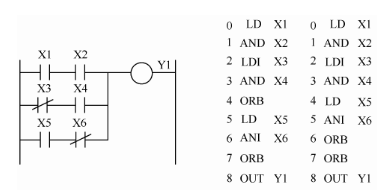 X1 X2 Y1
X3 X4
X5 X6
0 LD X1 0 LD X1
1 AND X2 1 AND X2
2 LDI X3 2 LDI X3
3 AND X4 3 AND X4
4 ORB 4 LD X5
5 LD X5 5 ANI X6
6 ANI X6 6 ORB
7 ORB 7 ORB
8 OUT Y1 8 OUT Y1